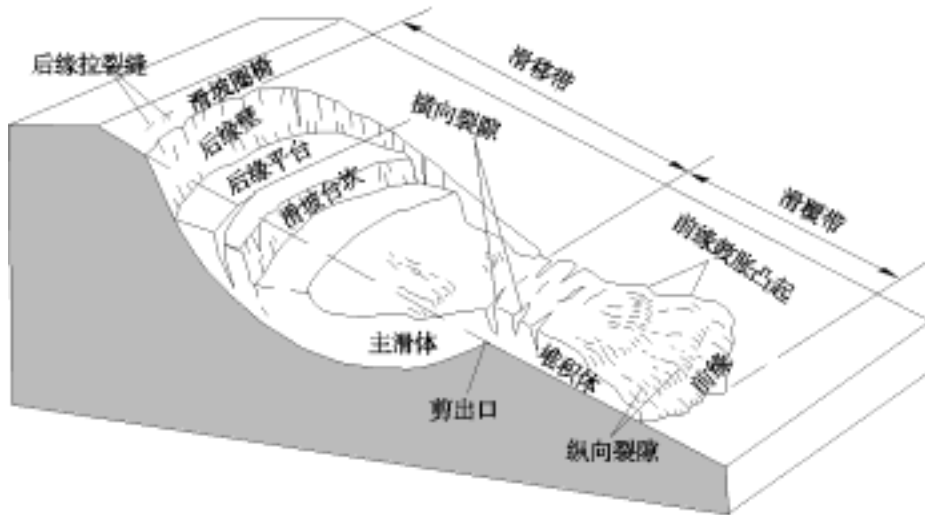 后缘拉裂缝
滑坡圈椅
后缘壁
后缘平台
滑坡台坎
横向裂隙
滑移带
滑覆带
前缘鼓胀凸起
主滑体
堆积体
前缘
剪出口
纵向裂隙